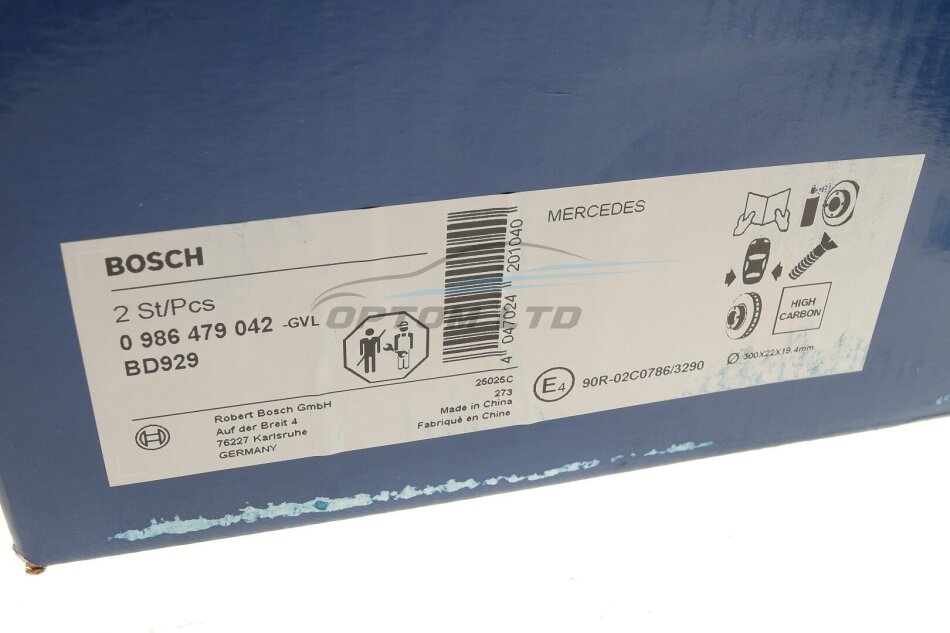 BOSCH
2 St/Pcs
0 986 479 042 -GVL
BD929
Robert Bosch GmbH
Auf der Breit 4
76227 Karlsruhe
GERMANY
4 047024 201040
25025C
273
Made in China
Fabriqué en Chine
MERCEDES
E4
90R-02C0786/3290
HIGH
CARBON
Ø 300X22X19.4mm